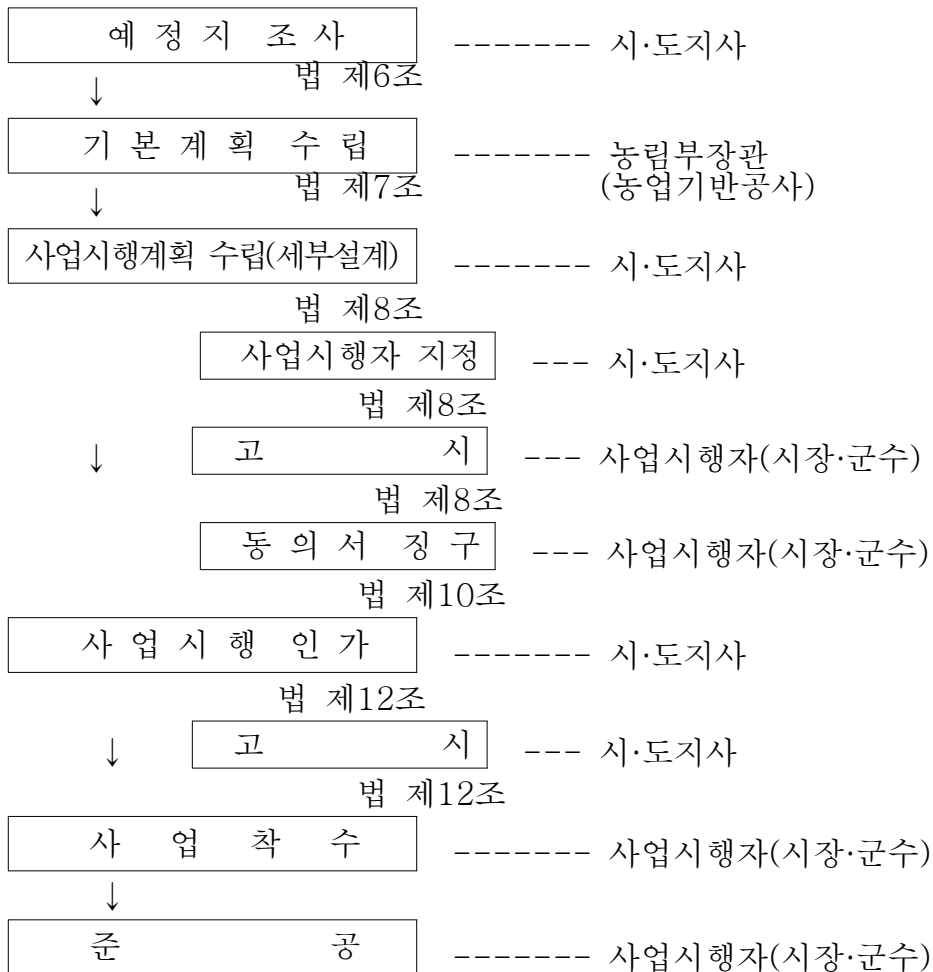 예 정 지 조 사 ------- 시·도지사
법 제6조
↓
기 본 계 획 수 립 ------- 농림부장관
법 제7조 (농업기반공사)
↓
사업시행계획 수립(세부설계) ------- 시·도지사
법 제8조
사업시행자 지정 --- 시·도지사
법 제8조
↓ 고 시 --- 사업시행자(시장·군수)
법 제8조
동 의 서 징 구 --- 사업시행자(시장·군수)
법 제10조
사 업 시 행 인 가 ------- 시·도지사
법 제12조
↓ 고 시 --- 시·도지사
법 제12조
사 업 착 수 ------- 사업시행자(시장·군수)
↓
준 공 ------- 사업시행자(시장·군수)